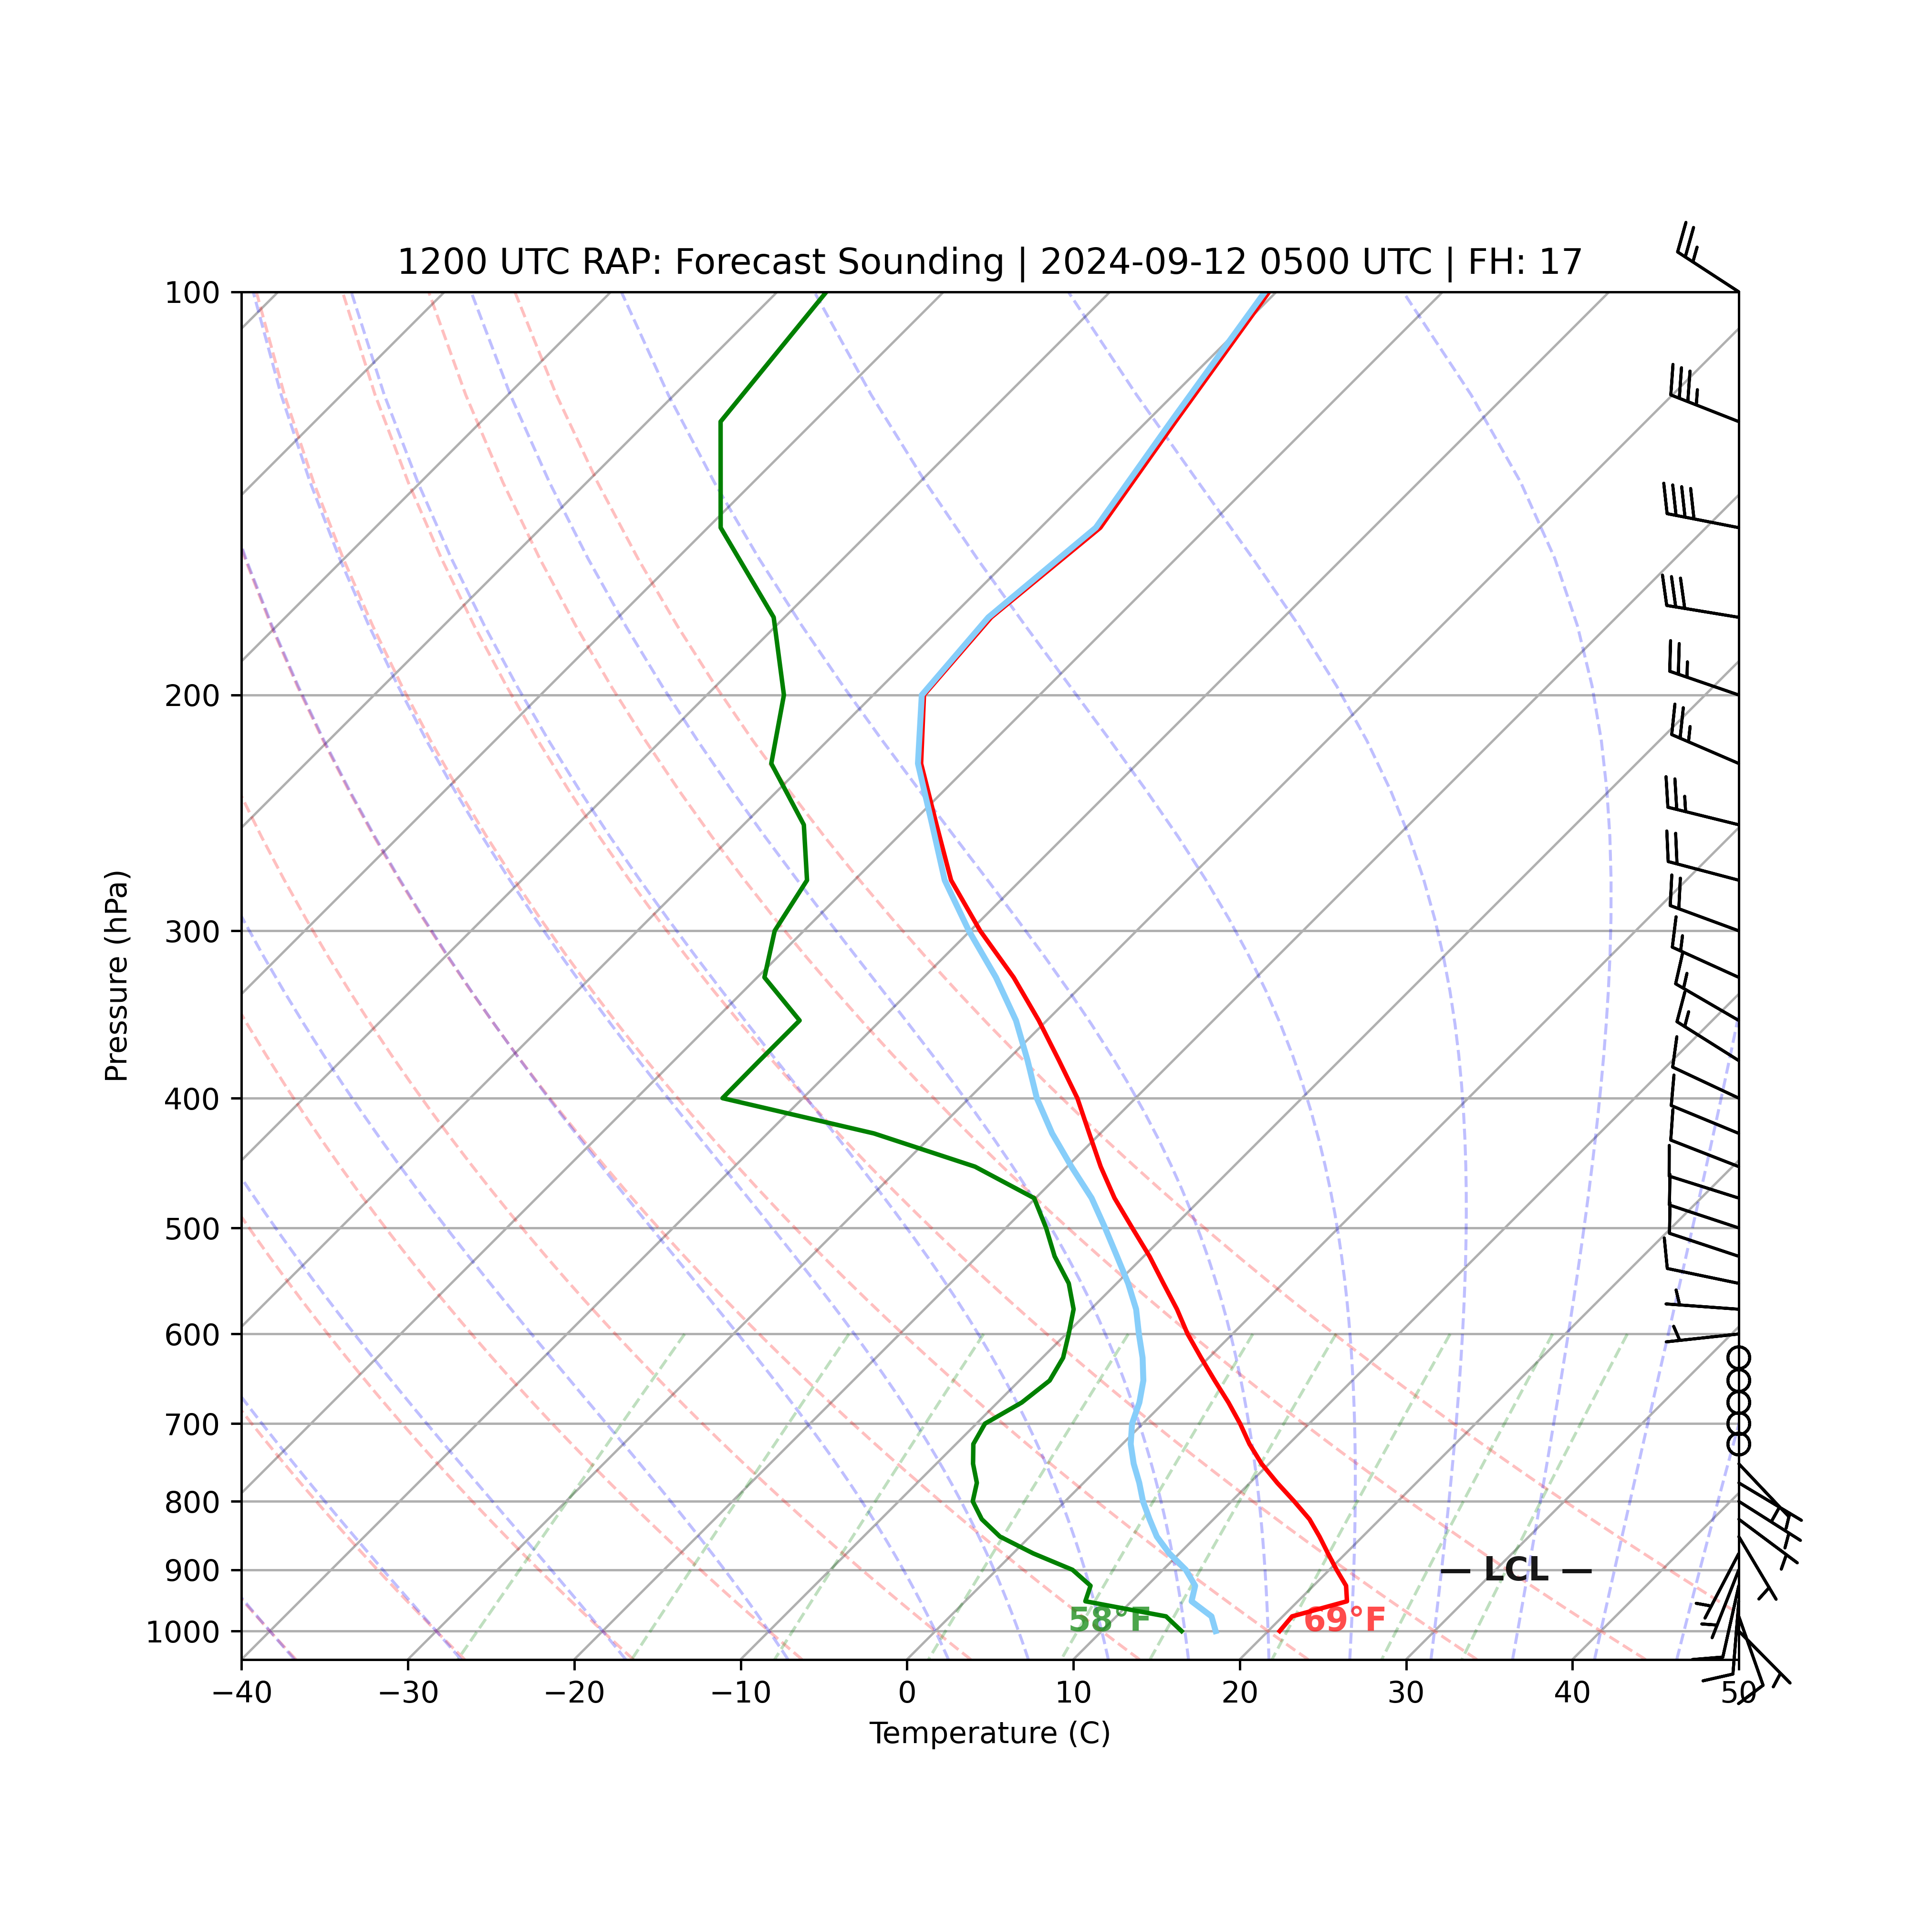 1200 UTC RAP: Forecast Sounding | 2024-09-12 0500 UTC | FH: 17
100
200
300
400
500
600
700
800
900
1000
Pressure (hPa)
— LCL —
58°F
69°F
−40 −30 −20 −10 0 10 20 30 40 50
Temperature (C)